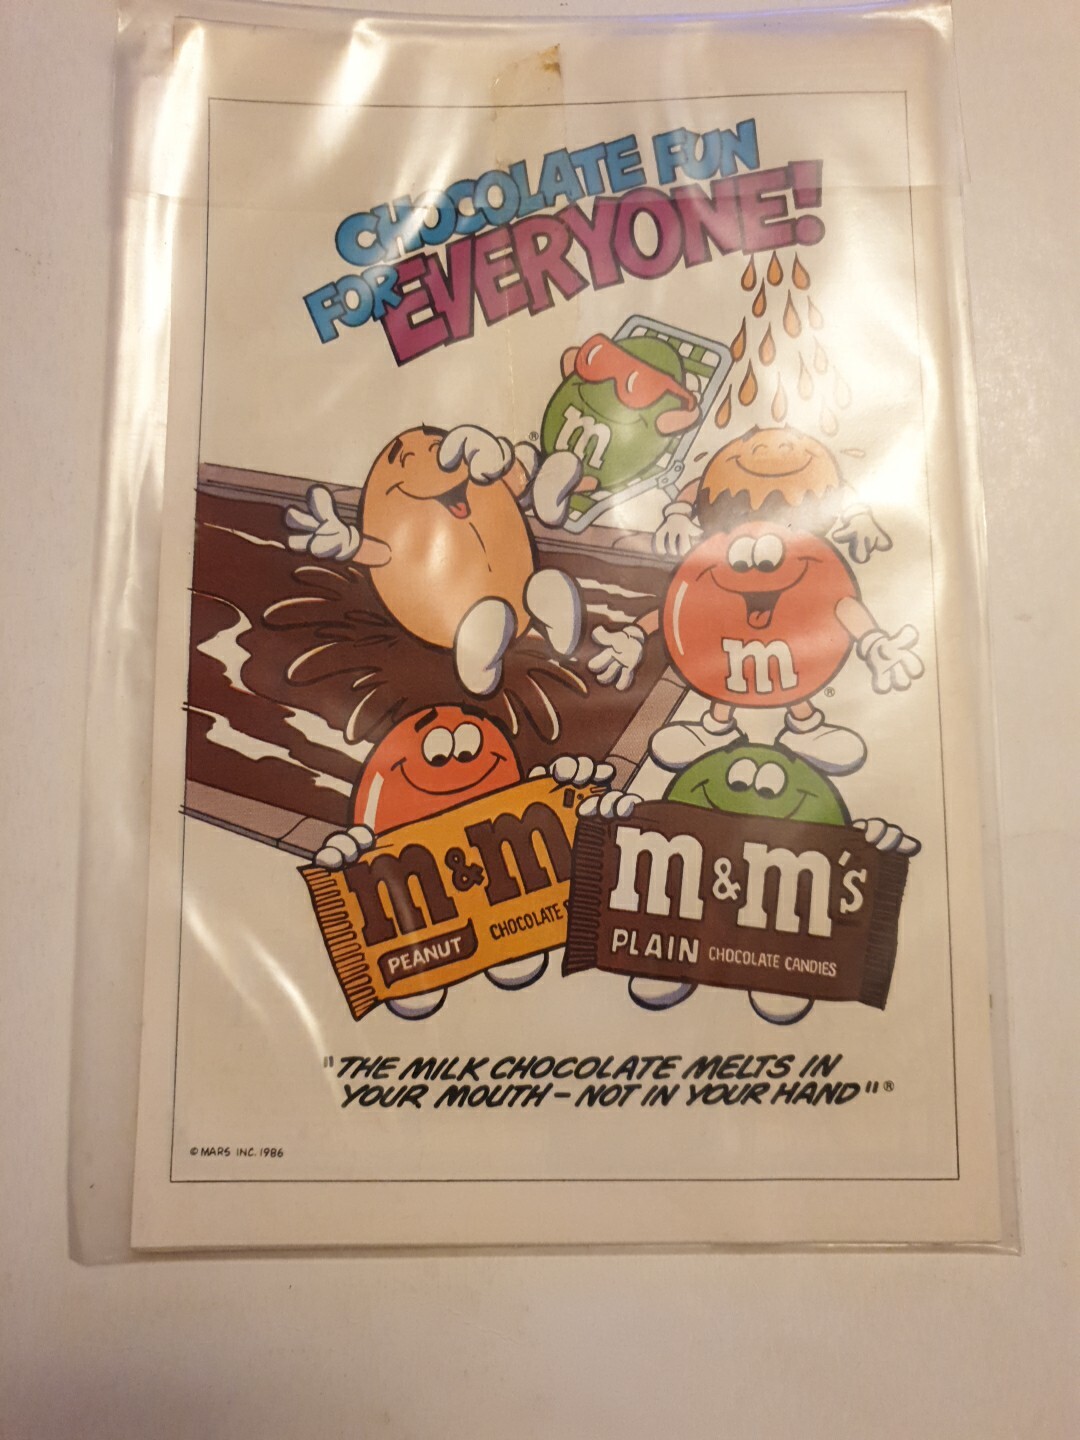 CHOCOLATE FUN
FOR EVERYONE!
m
®
m
®
m&m's
PLAIN CHOCOLATE CANDIES
m&m'
PEANUT
CHOCOLATE
"THE MILK CHOCOLATE MELTS IN
YOUR MOUTH - NOT IN YOUR HAND"®
© MARS INC. 1986